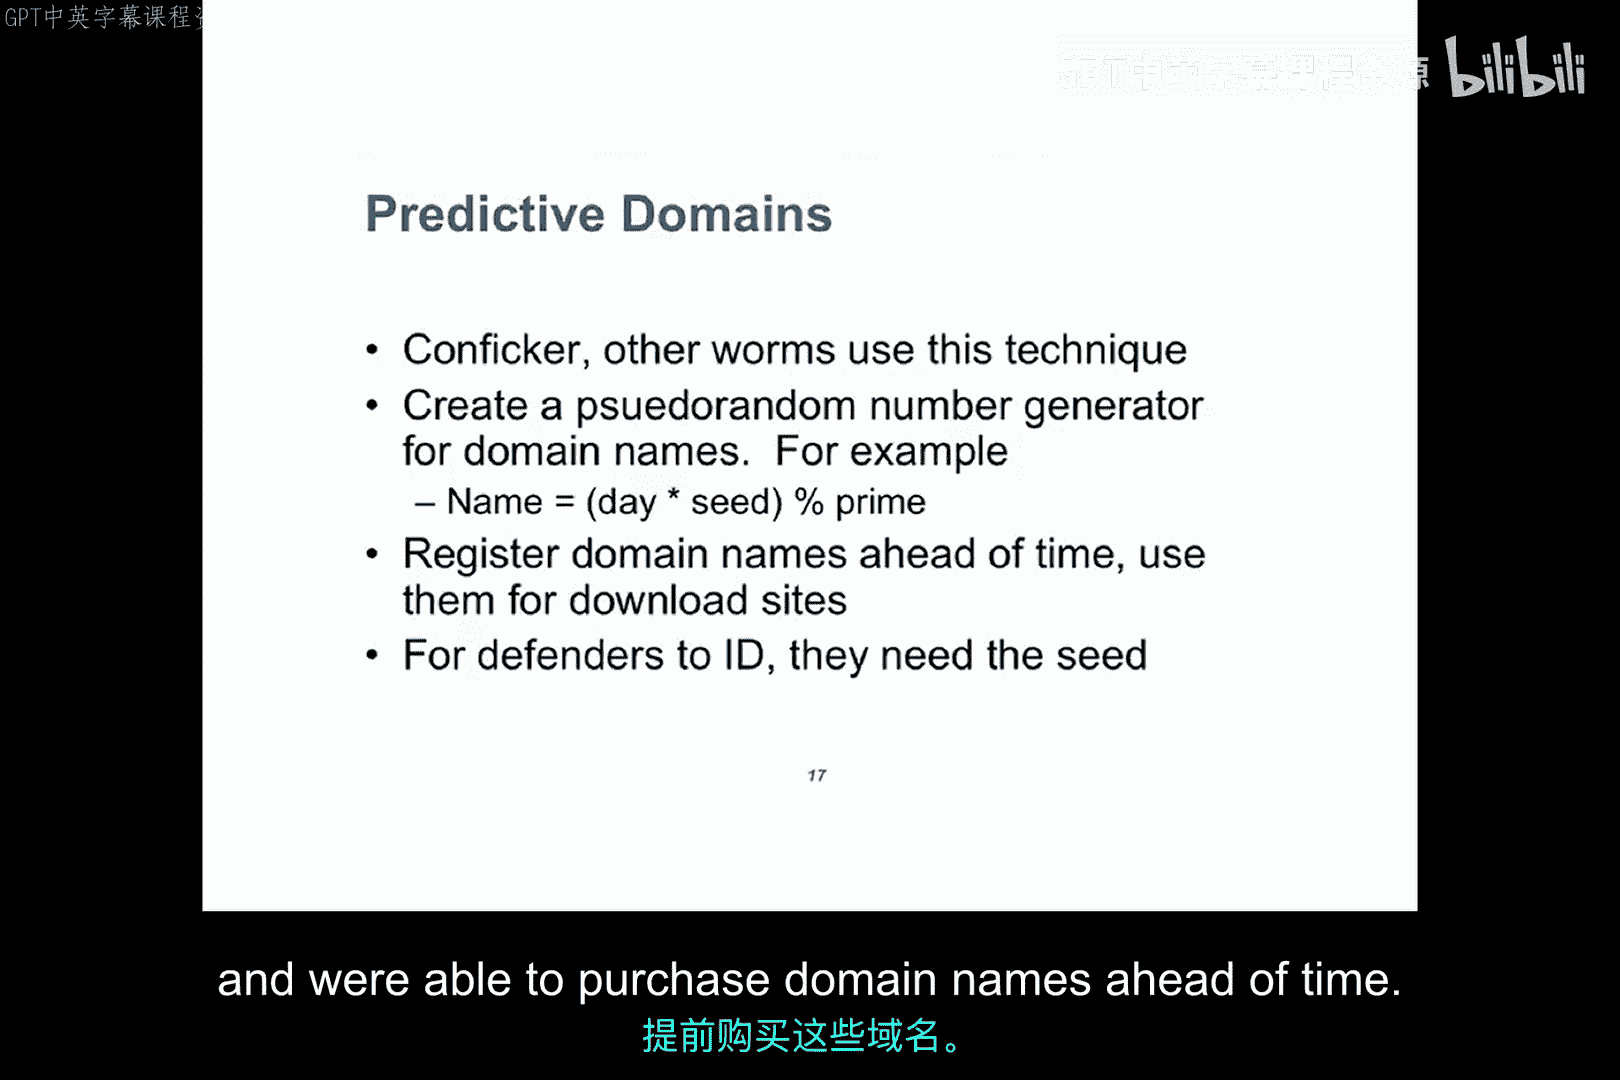 GPT中英字幕课程资
源 bilibili
Predictive Domains
• Conficker, other worms use this technique
• Create a psuedorandom number generator
for domain names. For example
– Name = (day * seed) % prime
• Register domain names ahead of time, use
them for download sites
• For defenders to ID, they need the seed
17
and were able to purchase domain names ahead of time.
提前购买这些域名。